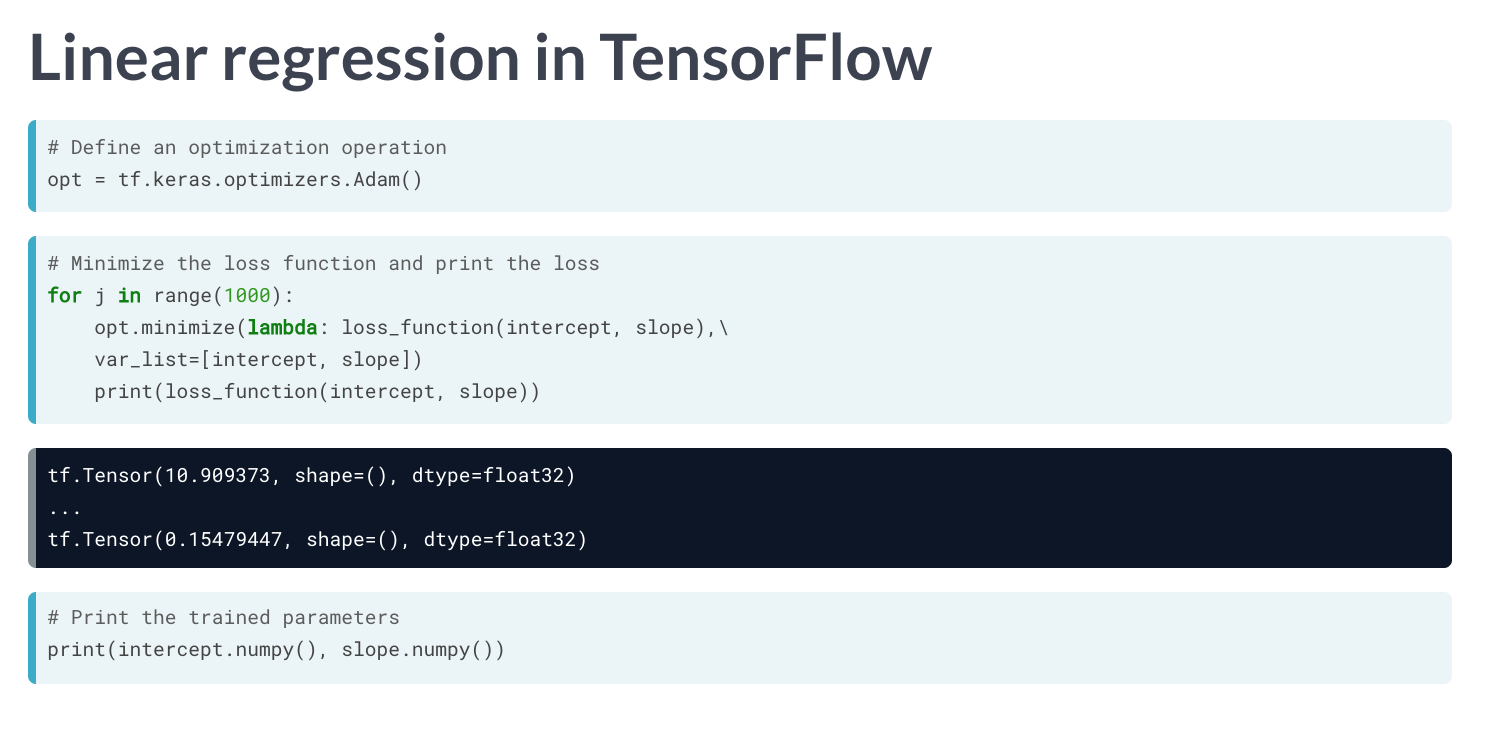 Linear regression in TensorFlow
# Define an optimization operation
opt = tf.keras.optimizers.Adam()
# Minimize the loss function and print the loss
for j in range(1000):
    opt.minimize(lambda: loss_function(intercept, slope),\
    var_list=[intercept, slope])
    print(loss_function(intercept, slope))
tf.Tensor(10.909373, shape=(), dtype=float32)
...
tf.Tensor(0.15479447, shape=(), dtype=float32)
# Print the trained parameters
print(intercept.numpy(), slope.numpy())